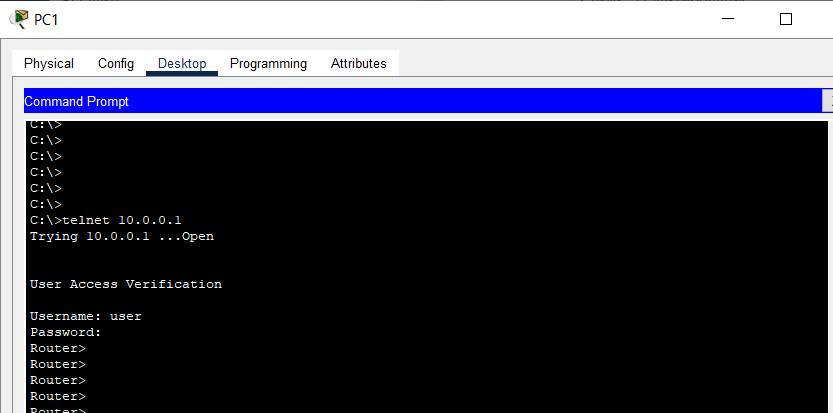 PC1
Physical Config Desktop Programming Attributes
Command Prompt
C:\>
C:\>
C:\>
C:\>
C:\>
C:\>
C:\>telnet 10.0.0.1
Trying 10.0.0.1 ...Open
User Access Verification
Username: user
Password:
Router>
Router>
Router>
Router>
Router>